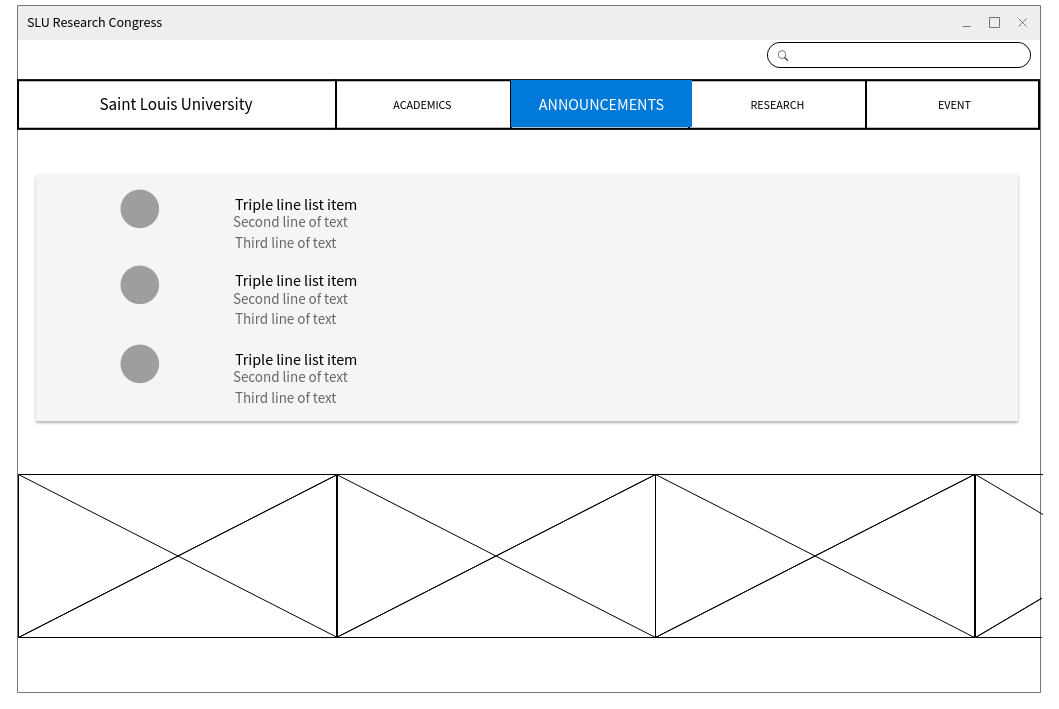 SLU Research Congress
Saint Louis University
ACADEMICS
ANNOUNCEMENTS
RESEARCH
EVENT
Triple line list item
Second line of text
Third line of text
Triple line list item
Second line of text
Third line of text
Triple line list item
Second line of text
Third line of text